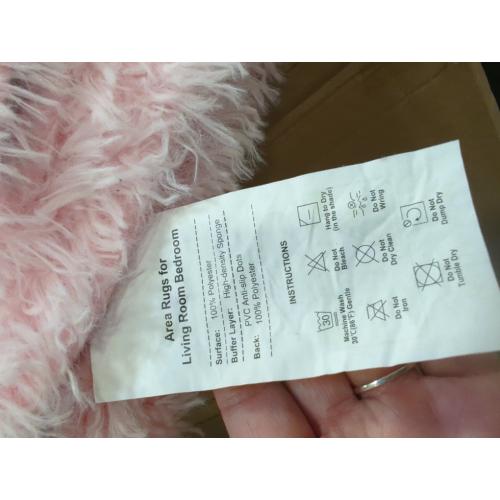 Area Rugs for
Living Room Bedroom
Surface: 100% Polyester
Buffer Layer: High-density Sponge
PVC Anti-slip Dots
Back: 100% Polyester
INSTRUCTIONS
30
Machine Wash
30℃(86℉) Gentle
Do Not
Bleach
Hang to Dry
(in the shade)
Do Not
Iron
Do Not
Dry Clean
Do Not
Wring
Do Not
Tumble Dry
Do Not
Dump Dry